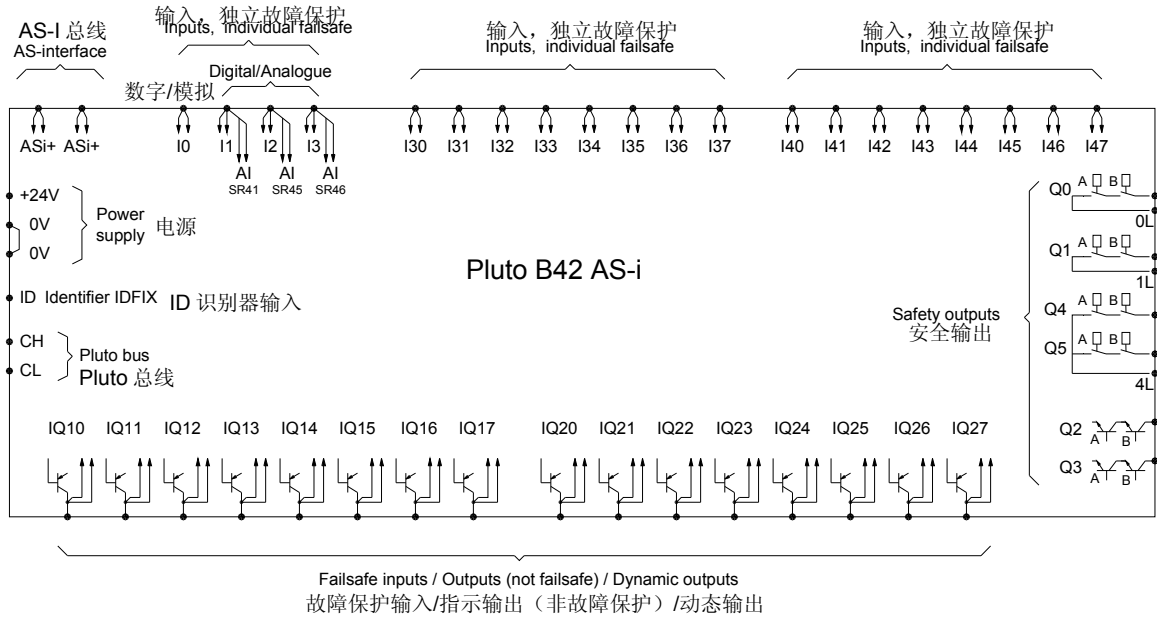 AS-I 总线
AS-interface
输入，独立故障保护
Inputs, individual failsafe
Digital/Analogue
数字/模拟
输入，独立故障保护
Inputs, individual failsafe
输入，独立故障保护
Inputs, individual failsafe
ASi+ ASi+ I0 I1 I2 I3 I30 I31 I32 I33 I34 I35 I36 I37 I40 I41 I42 I43 I44 I45 I46 I47
AI AI AI
SR41 SR45 SR46
+24V
0V
0V
Power
supply 电源
ID Identifier IDFIX ID 识别器输入
CH
CL
Pluto bus
Pluto 总线
Pluto B42 AS-i
Safety outputs
安全输出
Q0 A B
0L
Q1 A B
1L
Q4 A B
Q5 A B
4L
Q2 A B
Q3 A B
IQ10 IQ11 IQ12 IQ13 IQ14 IQ15 IQ16 IQ17 IQ20 IQ21 IQ22 IQ23 IQ24 IQ25 IQ26 IQ27
Failsafe inputs / Outputs (not failsafe) / Dynamic outputs
故障保护输入/指示输出（非故障保护）/动态输出